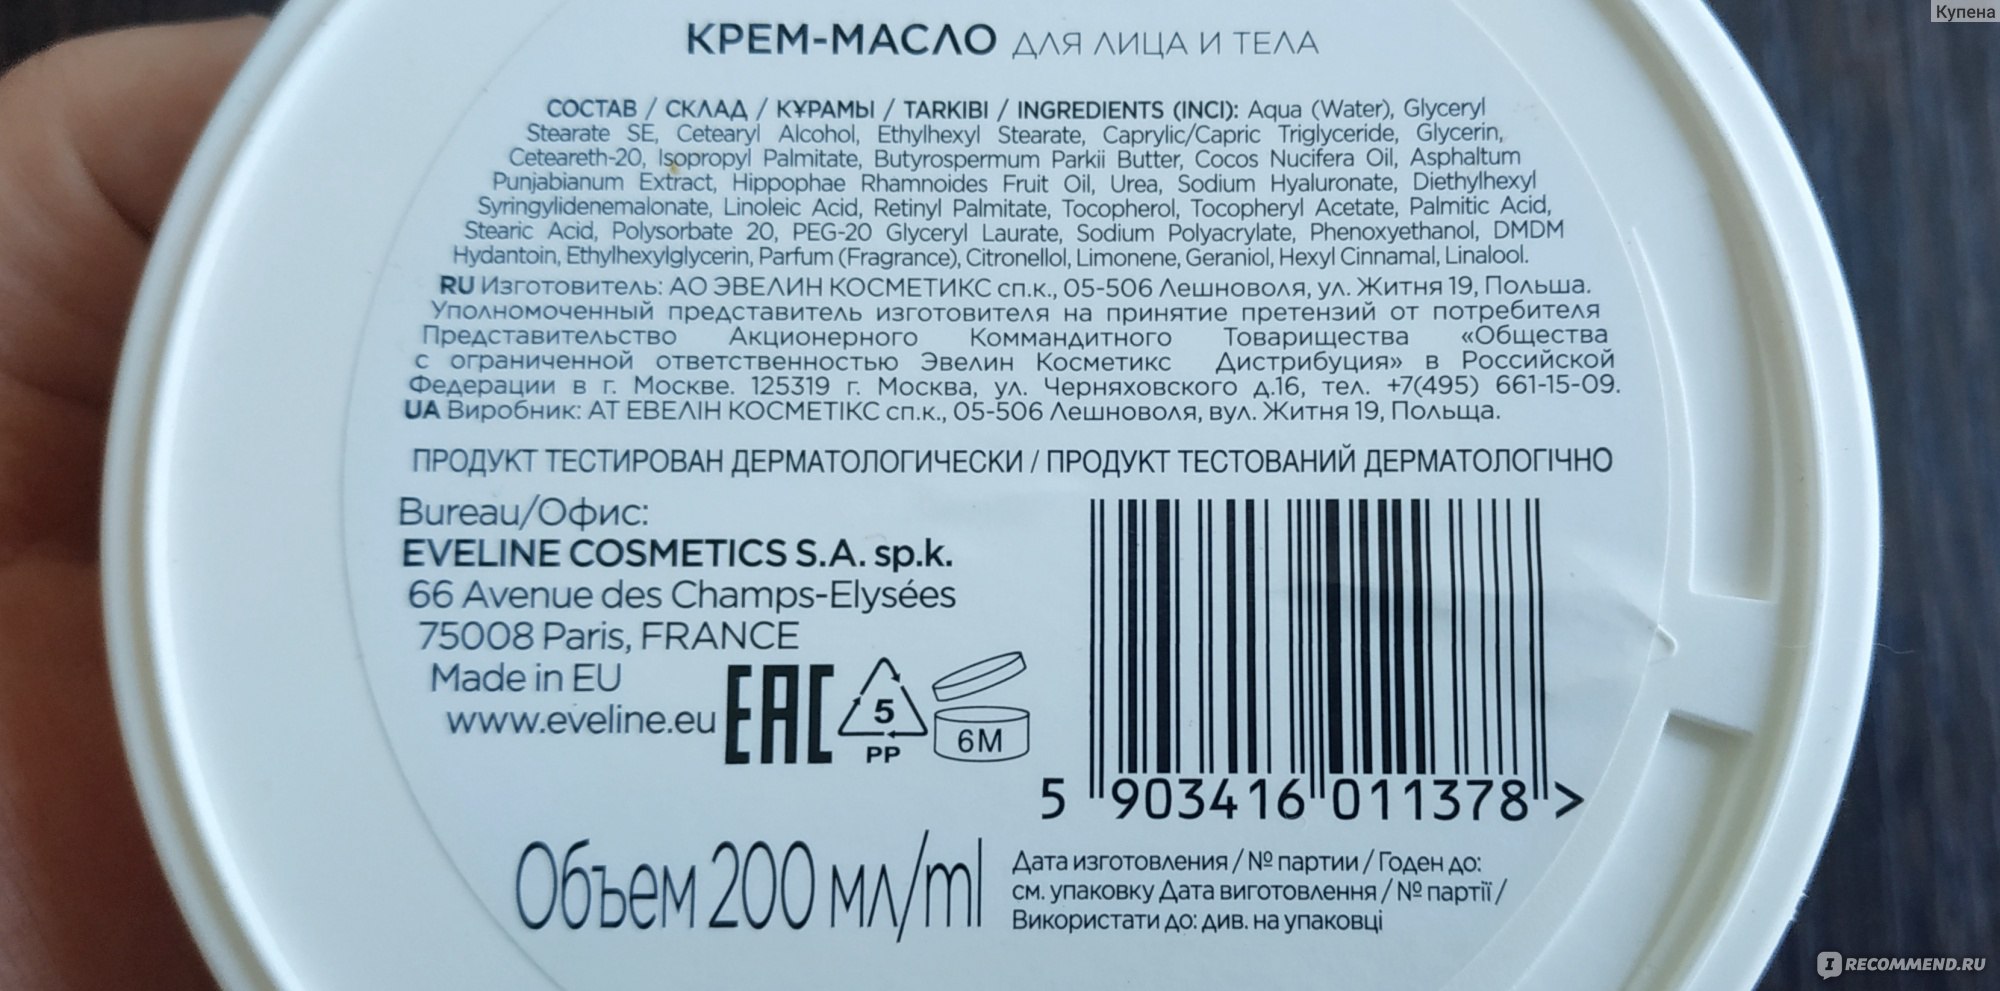 Купена
КРЕМ-МАСЛО ДЛЯ ЛИЦА И ТЕЛА
СОСТАВ / СКЛАД / ҚҰРАМЫ / TARKIBI / INGREDIENTS (INCI): Aqua (Water), Glyceryl
Stearate SE, Cetearyl Alcohol, Ethylhexyl Stearate, Caprylic/Capric Triglyceride, Glycerin,
Ceteareth-20, Isopropyl Palmitate, Butyrospermum Parkii Butter, Cocos Nucifera Oil, Asphaltum
Punjabianum Extract, Hippophae Rhamnoides Fruit Oil, Urea, Sodium Hyaluronate, Diethylhexyl
Syringylidenemalonate, Linoleic Acid, Retinyl Palmitate, Tocopherol, Tocopheryl Acetate, Palmitic Acid,
Stearic Acid, Polysorbate 20, PEG-20 Glyceryl Laurate, Sodium Polyacrylate, Phenoxyethanol, DMDM
Hydantoin, Ethylhexylglycerin, Parfum (Fragrance), Citronellol, Limonene, Geraniol, Hexyl Cinnamal, Linalool.
RU Изготовитель: АО ЭВЕЛИН КОСМЕТИКС сп.к., 05-506 Лешноволя, ул. Житня 19, Польша.
Уполномоченный представитель изготовителя на принятие претензий от потребителя
Представительство Акционерного Коммандитного Товарищества «Общества
с ограниченной ответственностью Эвелин Косметикс Дистрибуция» в Российской
Федерации в г. Москве. 125319 г. Москва, ул. Черняховского д.16, тел. +7(495) 661-15-09.
UA Виробник: АТ ЕВЕЛІН КОСМЕТІКС сп.к., 05-506 Лешноволя, вул. Житня 19, Польща.
ПРОДУКТ ТЕСТИРОВАН ДЕРМАТОЛОГИЧЕСКИ / ПРОДУКТ ТЕСТОВАНИЙ ДЕРМАТОЛОГІЧНО
Bureau/Офис:
EVELINE COSMETICS S.A. sp.k.
66 Avenue des Champs-Elysées
75008 Paris, FRANCE
Made in EU
www.eveline.eu
EAC
5
PP
6M
5 903416 011378 >
Объем 200 мл/ml
Дата изготовления / № партии / Годен до:
см. упаковку Дата виготовлення / № партії /
Використати до: див. на упаковці
IRECOMMEND.RU